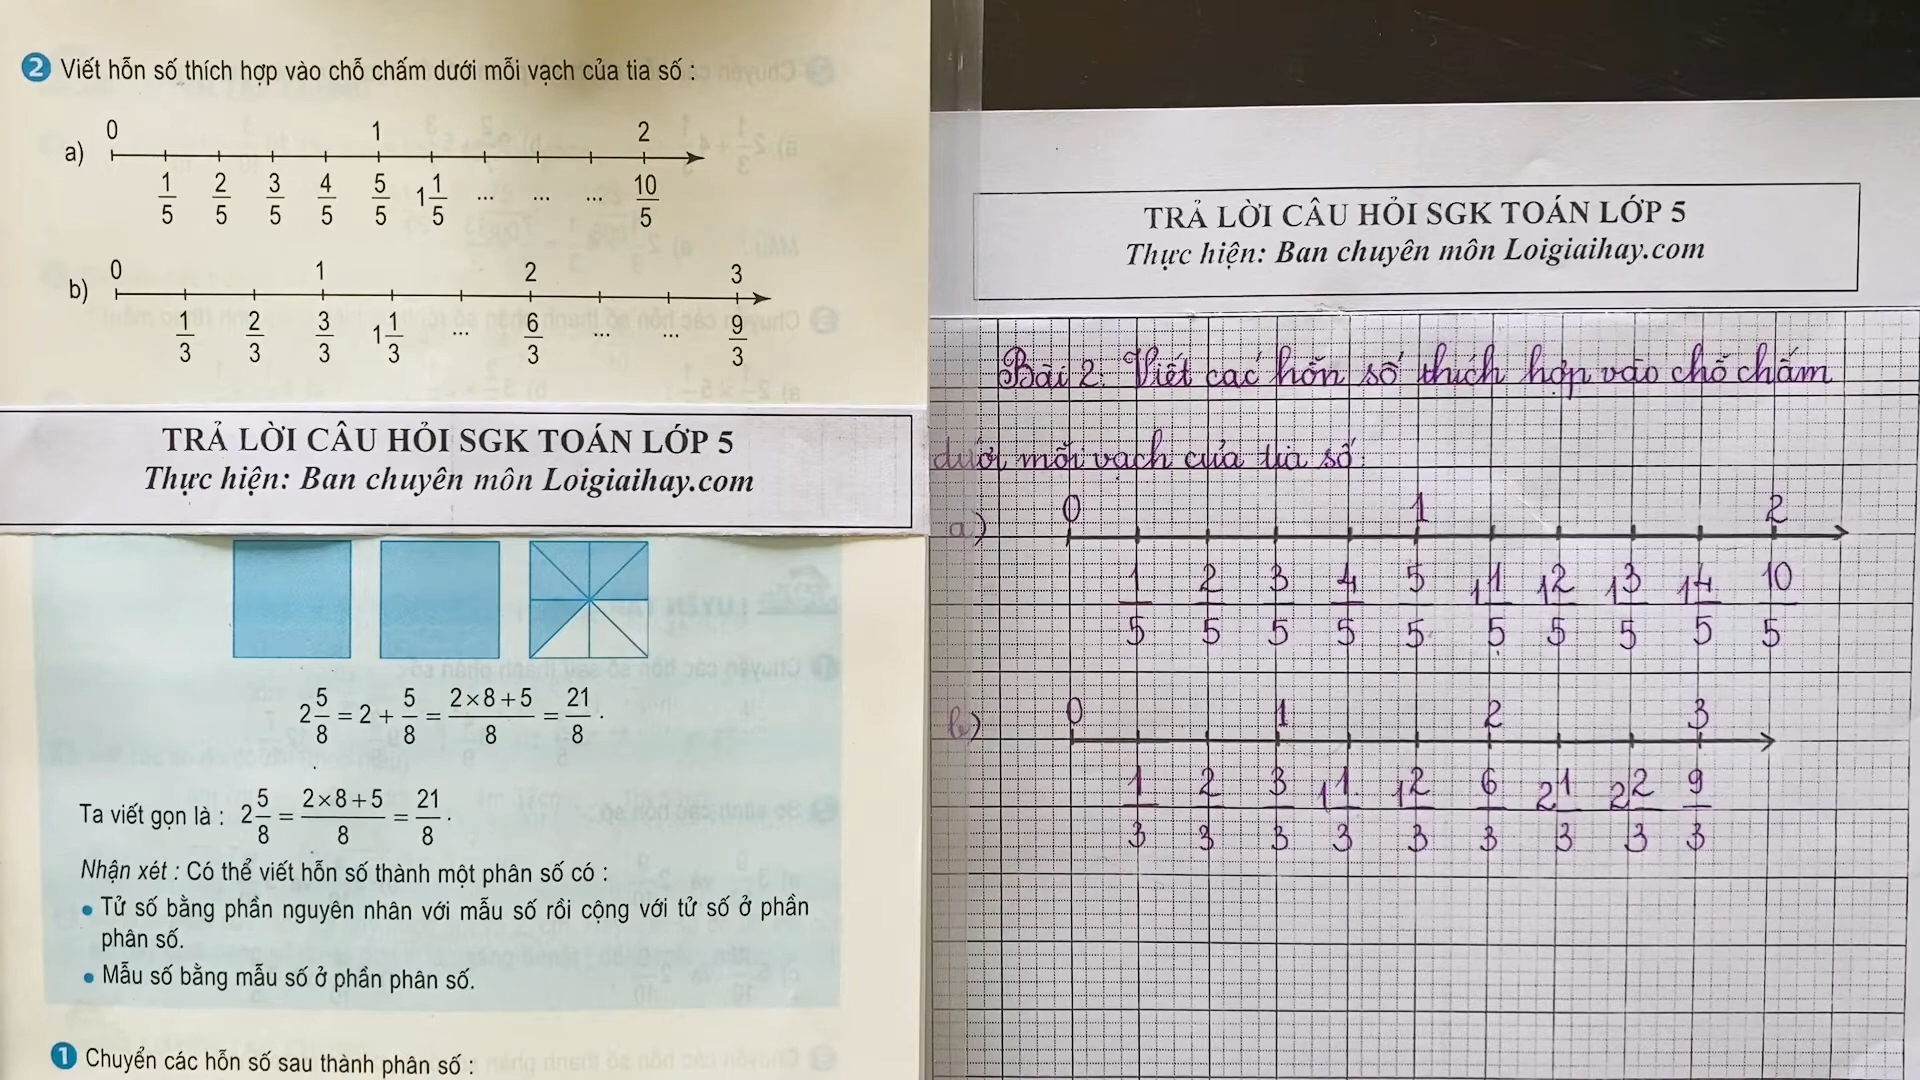 2 Viết hỗn số thích hợp vào chỗ chấm dưới mỗi vạch của tia số :
a) 0 1 2
1/5 2/5 3/5 4/5 5/5 1 1/5 ... ... ... 10/5
b) 0 1 2 3
1/3 2/3 3/3 1 1/3 ... 6/3 ... ... 9/3
TRẢ LỜI CÂU HỎI SGK TOÁN LỚP 5
Thực hiện: Ban chuyên môn Loigiaihay.com
2 5/8 = 2 + 5/8 = 2×8+5/8 = 21/8 .
Ta viết gọn là : 2 5/8 = 2×8+5/8 = 21/8 .
Nhận xét : Có thể viết hỗn số thành một phân số có :
• Tử số bằng phần nguyên nhân với mẫu số rồi cộng với tử số ở phần
phân số.
• Mẫu số bằng mẫu số ở phần phân số.
1 Chuyển các hỗn số sau thành phân số :
TRẢ LỜI CÂU HỎI SGK TOÁN LỚP 5
Thực hiện: Ban chuyên môn Loigiaihay.com
Bài 2. Viết các hỗn số thích hợp vào chỗ chấm
dưới mỗi vạch của tia số.
a) 0 1 2
1/5 2/5 3/5 4/5 5/5 1 1/5 1 2/5 1 3/5 1 4/5 10/5
b) 0 1 2 3
1/3 2/3 3/3 1 1/3 1 2/3 6/3 2 1/3 2 2/3 9/3